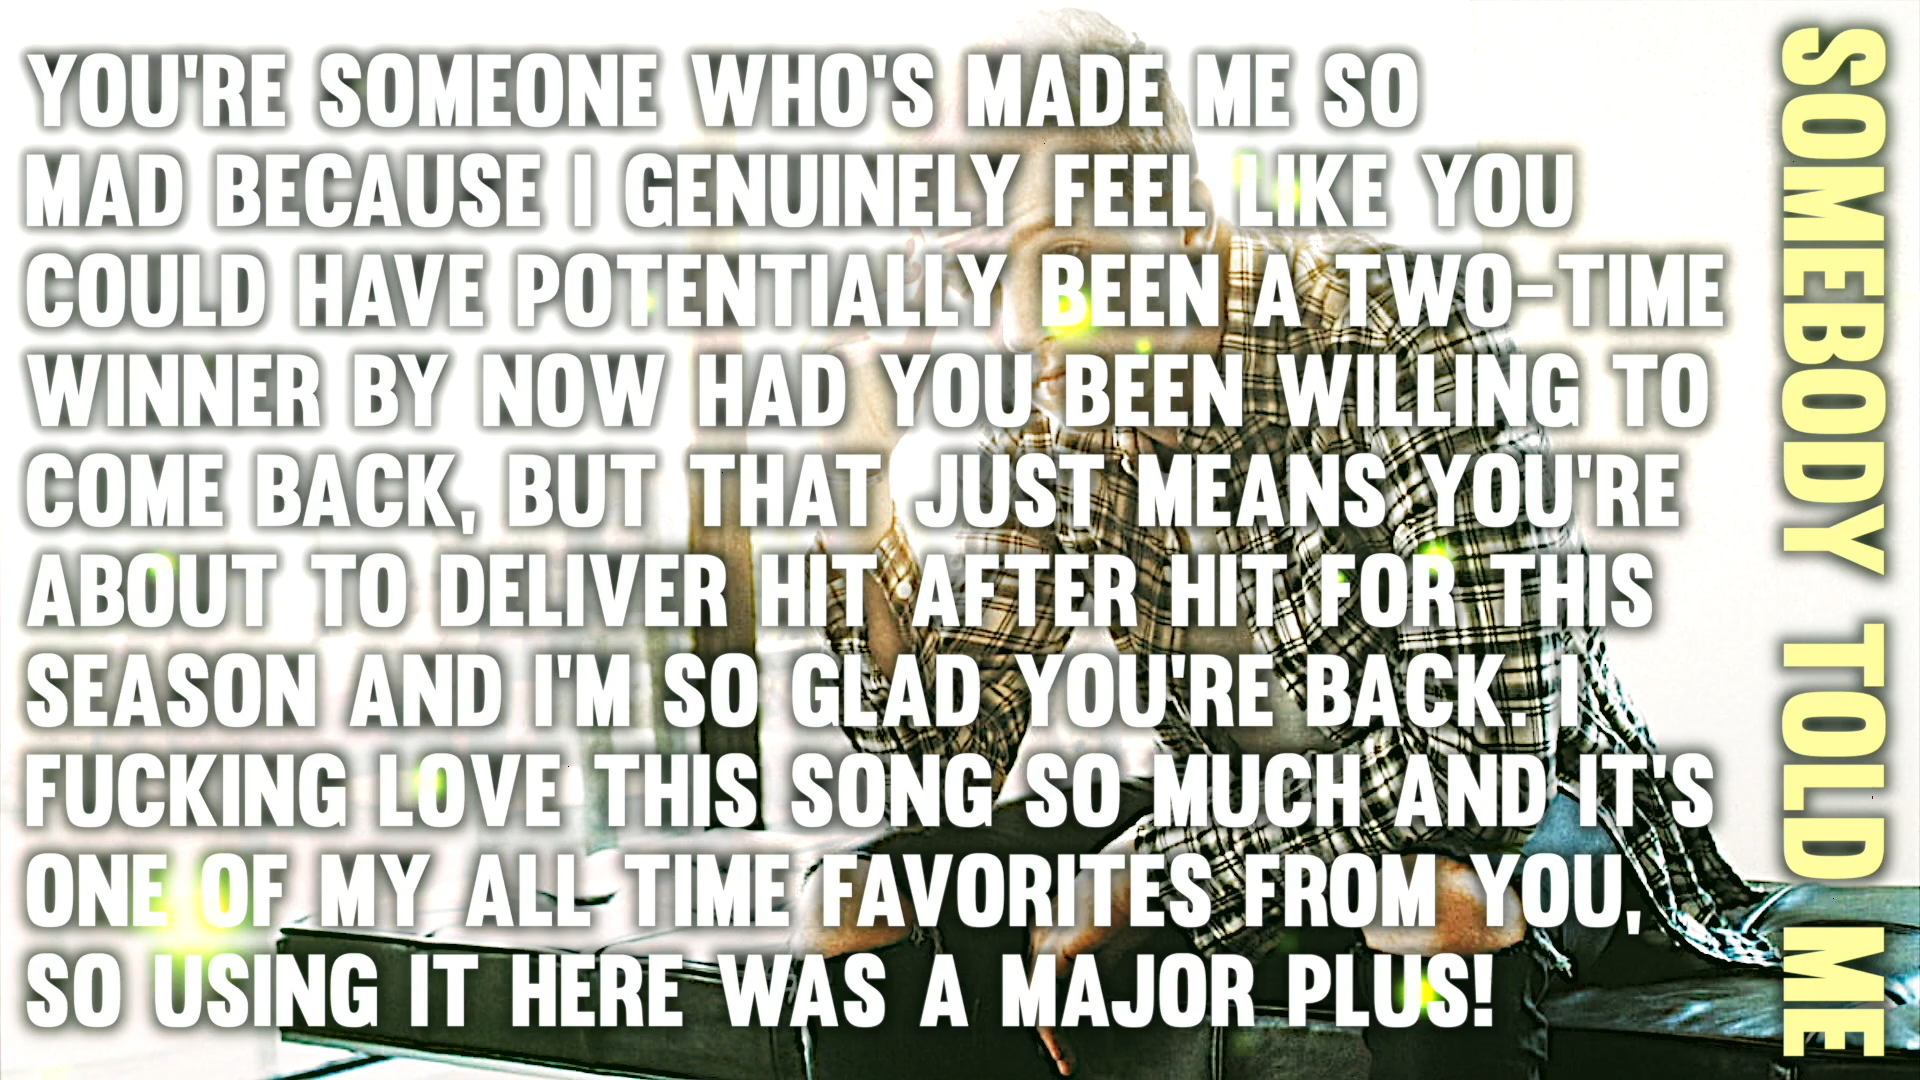 YOU'RE SOMEONE WHO'S MADE ME SO
MAD BECAUSE I GENUINELY FEEL LIKE YOU
COULD HAVE POTENTIALLY BEEN A TWO-TIME
WINNER BY NOW HAD YOU BEEN WILLING TO
COME BACK, BUT THAT JUST MEANS YOU'RE
ABOUT TO DELIVER HIT AFTER HIT FOR THIS
SEASON AND I'M SO GLAD YOU'RE BACK. I
FUCKING LOVE THIS SONG SO MUCH AND IT'S
ONE OF MY ALL TIME FAVORITES FROM YOU,
SO USING IT HERE WAS A MAJOR PLUS!
SOMEBODY TOLD ME